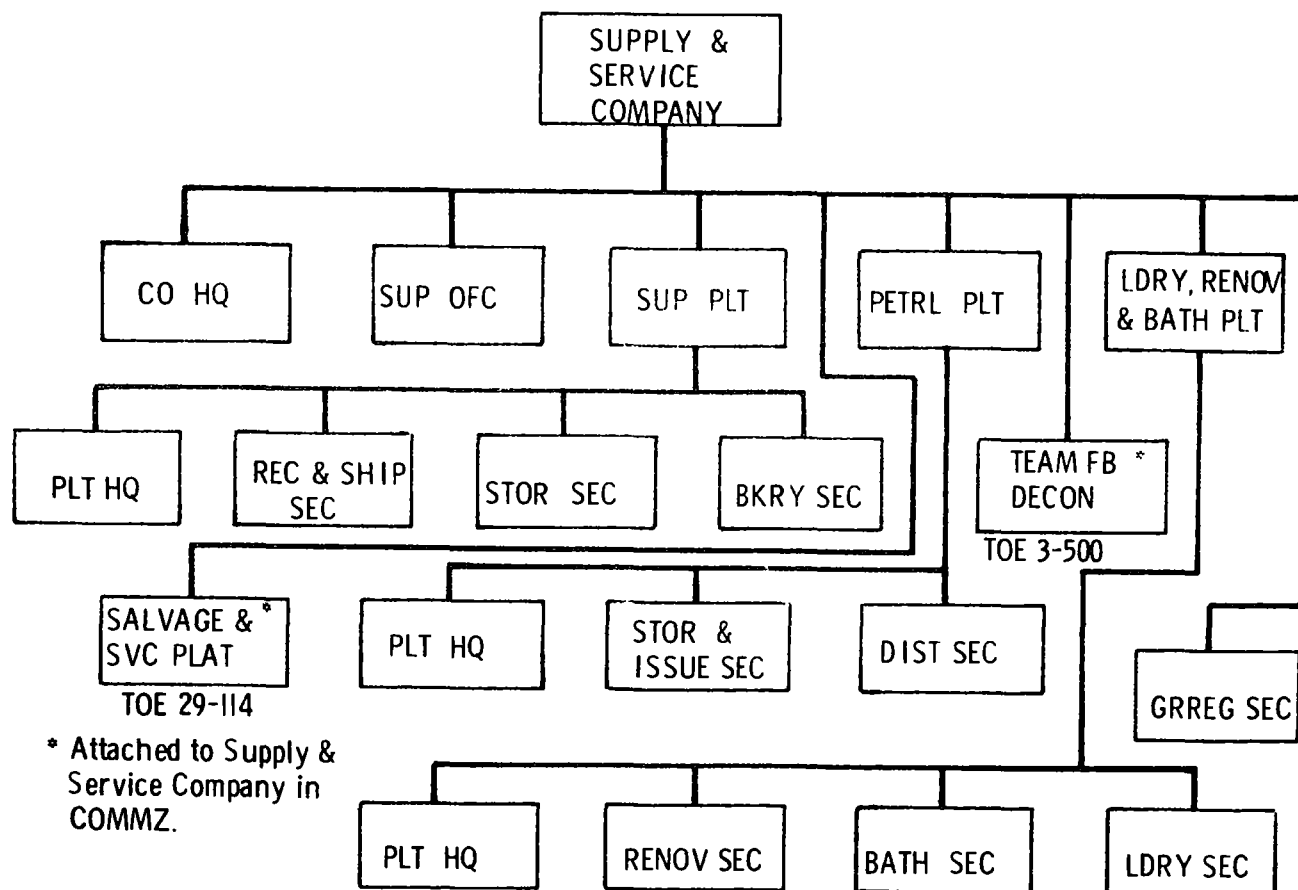 SUPPLY &
SERVICE
COMPANY
CO HQ
SUP OFC
SUP PLT
PETRL PLT
LDRY, RENOV
& BATH PLT
PLT HQ
REC & SHIP
SEC
STOR SEC
BKRY SEC
TEAM FB *
DECON
TOE 3-500
SALVAGE & *
SVC PLAT
TOE 29-114
PLT HQ
STOR &
ISSUE SEC
DIST SEC
GRREG SEC
* Attached to Supply &
Service Company in
COMMZ.
PLT HQ
RENOV SEC
BATH SEC
LDRY SEC